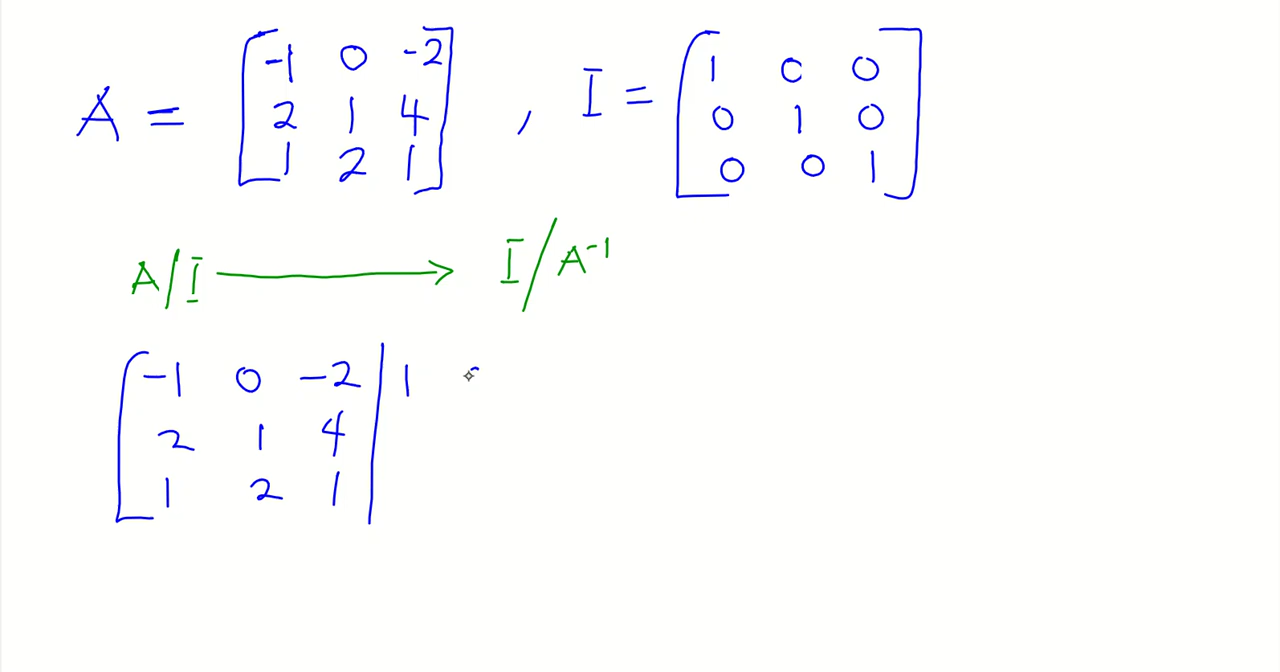 A = [ -1 0 -2 , I = [ 1 0 0 ]
2 1 4 0 1 0
1 2 1 ] 0 0 1
A/I → I/A⁻¹
[ -1 0 -2 | 1
2 1 4
1 2 1